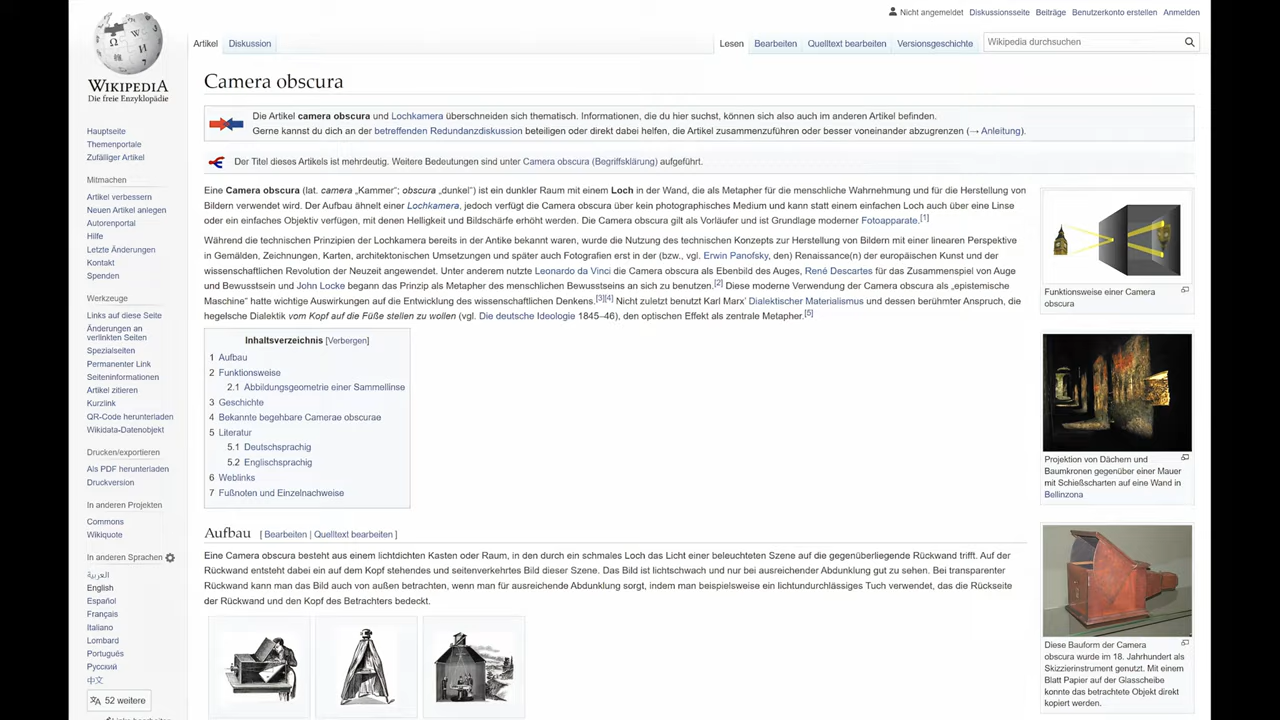 Nicht angemeldet Diskussionsseite Beiträge Benutzerkonto erstellen Anmelden
Artikel Diskussion Lesen Bearbeiten Quelltext bearbeiten Versionsgeschichte Wikipedia durchsuchen
WIKIPEDIA
Die freie Enzyklopädie
Hauptseite
Themenportale
Zufälliger Artikel
Mitmachen
Artikel verbessern
Neuen Artikel anlegen
Autorenportal
Hilfe
Letzte Änderungen
Kontakt
Spenden
Werkzeuge
Links auf diese Seite
Änderungen an
verlinkten Seiten
Spezialseiten
Permanenter Link
Seiteninformationen
Artikel zitieren
Kurzlink
QR-Code herunterladen
Wikidata-Datenobjekt
Drucken/exportieren
Als PDF herunterladen
Druckversion
In anderen Projekten
Commons
Wikiquote
In anderen Sprachen
العربية
English
Español
Français
Italiano
Lombard
Português
Русский
中文
52 weitere
Links bearbeiten
Camera obscura
Die Artikel camera obscura und Lochkamera überschneiden sich thematisch. Informationen, die du hier suchst, können sich also auch im anderen Artikel befinden.
Gerne kannst du dich an der betreffenden Redundanzdiskussion beteiligen oder direkt dabei helfen, die Artikel zusammenzuführen oder besser voneinander abzugrenzen (→ Anleitung).
Der Titel dieses Artikels ist mehrdeutig. Weitere Bedeutungen sind unter Camera obscura (Begriffsklärung) aufgeführt.
Eine Camera obscura (lat. camera „Kammer“; obscura „dunkel“) ist ein dunkler Raum mit einem Loch in der Wand, die als Metapher für die menschliche Wahrnehmung und für die Herstellung von
Bildern verwendet wird. Der Aufbau ähnelt einer Lochkamera, jedoch verfügt die Camera obscura über kein photographisches Medium und kann statt einem einfachen Loch auch über eine Linse
oder ein einfaches Objektiv verfügen, mit denen Helligkeit und Bildschärfe erhöht werden. Die Camera obscura gilt als Vorläufer und ist Grundlage moderner Fotoapparate.[1]
Während die technischen Prinzipien der Lochkamera bereits in der Antike bekannt waren, wurde die Nutzung des technischen Konzepts zur Herstellung von Bildern mit einer linearen Perspektive
in Gemälden, Zeichnungen, Karten, architektonischen Umsetzungen und später auch Fotografien erst in der (bzw., vgl. Erwin Panofsky, den) Renaissance(n) der europäischen Kunst und der
wissenschaftlichen Revolution der Neuzeit angewendet. Unter anderem nutzte Leonardo da Vinci die Camera obscura als Ebenbild des Auges, René Descartes für das Zusammenspiel von Auge
und Bewusstsein und John Locke begann das Prinzip als Metapher des menschlichen Bewusstseins an sich zu benutzen.[2] Diese moderne Verwendung der Camera obscura als „epistemische
Maschine“ hatte wichtige Auswirkungen auf die Entwicklung des wissenschaftlichen Denkens.[3][4] Nicht zuletzt benutzt Karl Marx’ Dialektischer Materialismus und dessen berühmter Anspruch, die
hegelsche Dialektik vom Kopf auf die Füße stellen zu wollen (vgl. Die deutsche Ideologie 1845–46), den optischen Effekt als zentrale Metapher.[5]
Inhaltsverzeichnis [Verbergen]
1 Aufbau
2 Funktionsweise
2.1 Abbildungsgeometrie einer Sammellinse
3 Geschichte
4 Bekannte begehbare Camerae obscurae
5 Literatur
5.1 Deutschsprachig
5.2 Englischsprachig
6 Weblinks
7 Fußnoten und Einzelnachweise
Aufbau [ Bearbeiten | Quelltext bearbeiten ]
Eine Camera obscura besteht aus einem lichtdichten Kasten oder Raum, in den durch ein schmales Loch das Licht einer beleuchteten Szene auf die gegenüberliegende Rückwand trifft. Auf der
Rückwand entsteht dabei ein auf dem Kopf stehendes und seitenverkehrtes Bild dieser Szene. Das Bild ist lichtschwach und nur bei ausreichender Abdunklung gut zu sehen. Bei transparenter
Rückwand kann man das Bild auch von außen betrachten, wenn man für ausreichende Abdunklung sorgt, indem man beispielsweise ein lichtundurchlässiges Tuch verwendet, das die Rückseite
der Rückwand und den Kopf des Betrachters bedeckt.
Funktionsweise einer Camera
obscura
Projektion von Dächern und
Baumkronen gegenüber einer Mauer
mit Schießscharten auf eine Wand in
Bellinzona
Diese Bauform der Camera
obscura wurde im 18. Jahrhundert als
Skizzierinstrument genutzt. Mit einem
Blatt Papier auf der Glasscheibe
konnte das betrachtete Objekt direkt
kopiert werden.